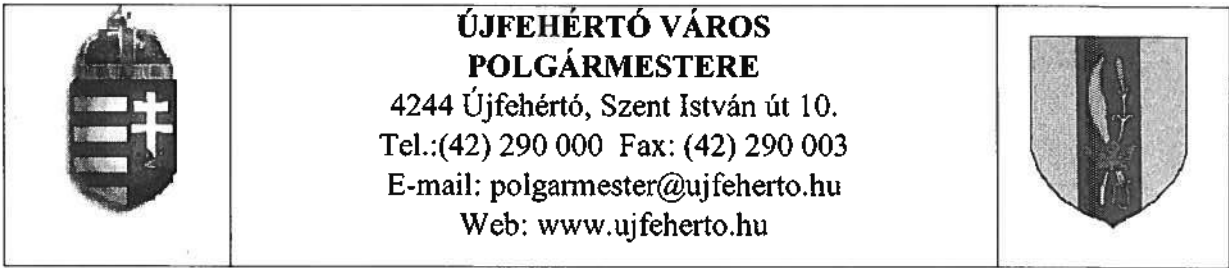 ÚJFEHÉRTÓ VÁROS
POLGÁRMESTERE
4244 Újfehértó, Szent István út 10.
Tel.:(42) 290 000 Fax: (42) 290 003
E-mail: polgarmester@ujfeherto.hu
Web: www.ujfeherto.hu